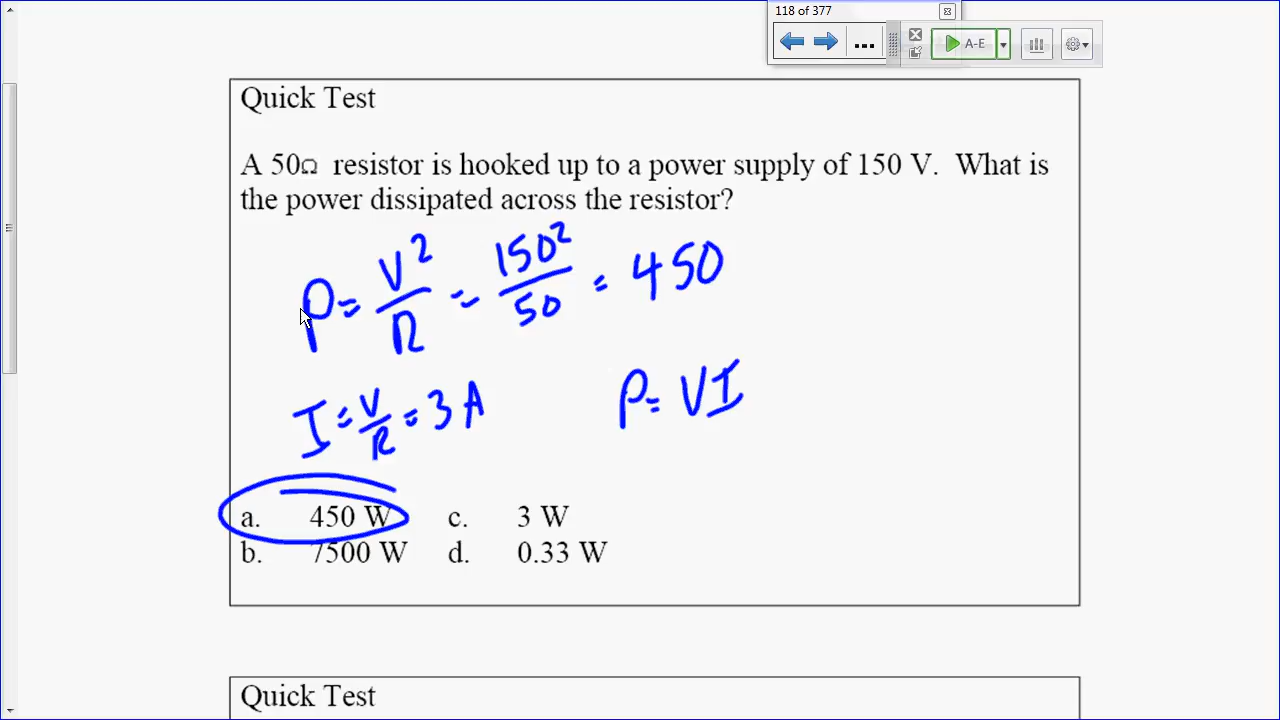 118 of 377
... A-E
Quick Test
A 50Ω resistor is hooked up to a power supply of 150 V. What is
the power dissipated across the resistor?
P = V²/R = 150²/50 = 450
I = V/R = 3 A P = VI
a. 450 W c. 3 W
b. 7500 W d. 0.33 W
Quick Test